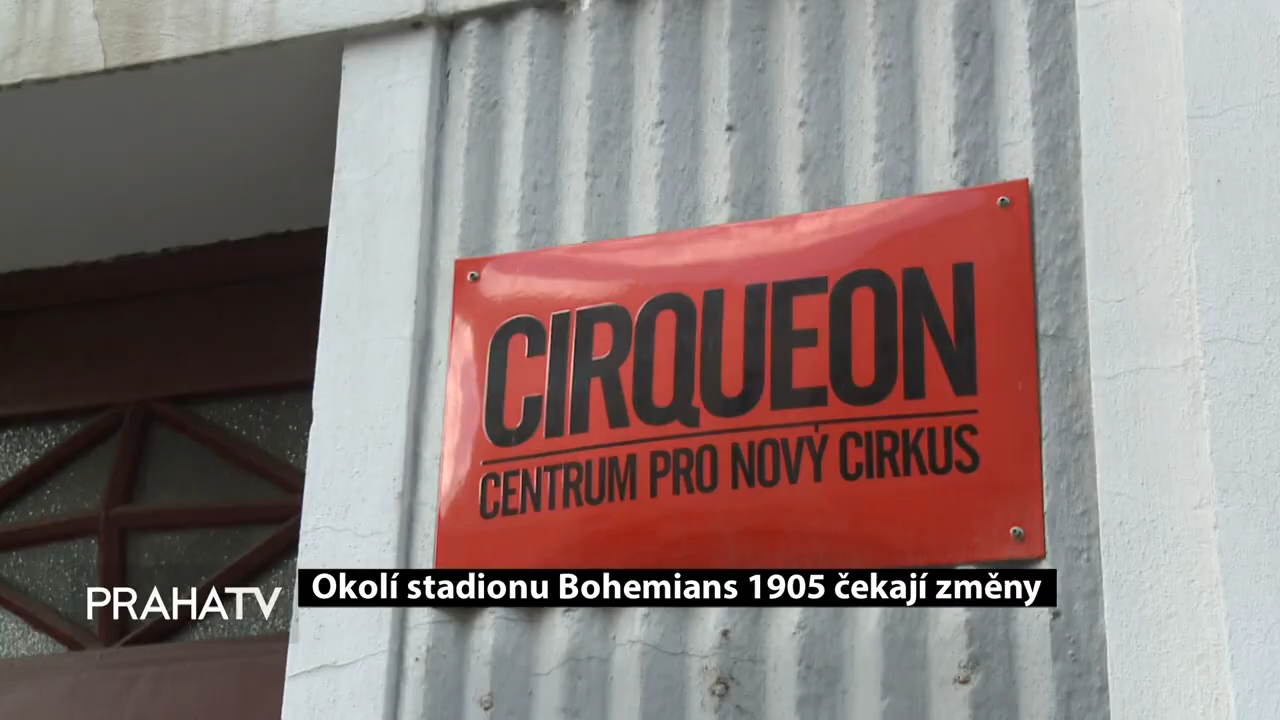 CIRQUEON
CENTRUM PRO NOVÝ CIRKUS
PRAHATV
Okolí stadionu Bohemians 1905 čekají změny